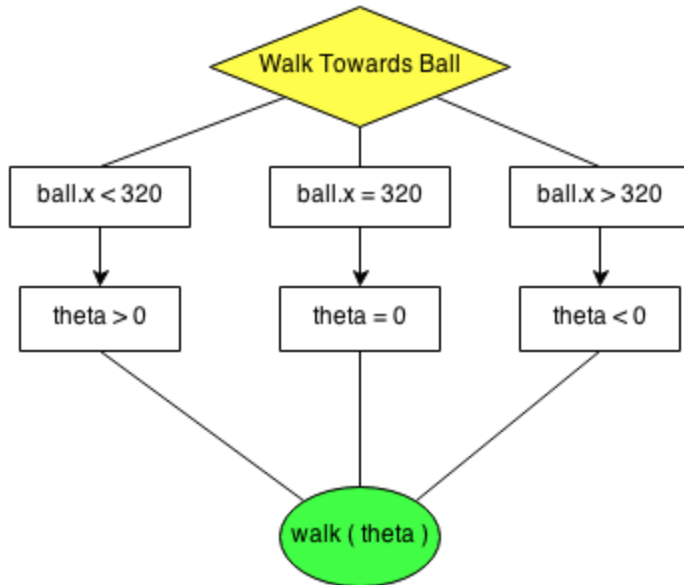 Walk Towards Ball
ball.x < 320
ball.x = 320
ball.x > 320
theta > 0
theta = 0
theta < 0
walk ( theta )